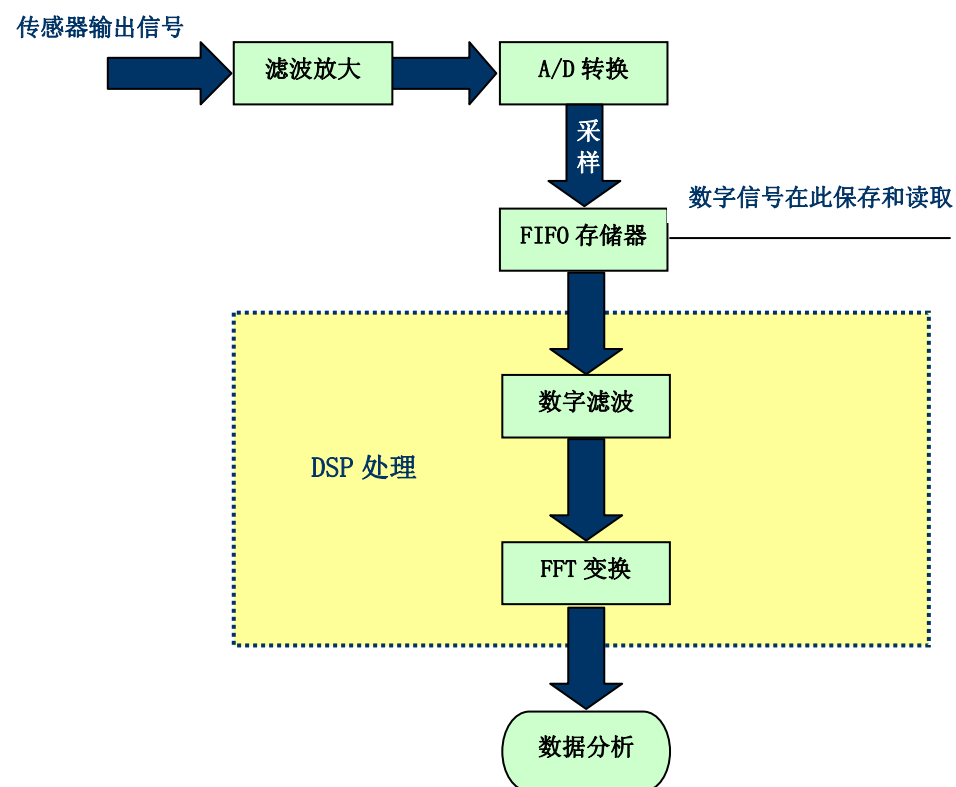 传感器输出信号
滤波放大
A/D 转换
采
样
数字信号在此保存和读取
FIFO 存储器
数字滤波
DSP 处理
FFT 变换
数据分析